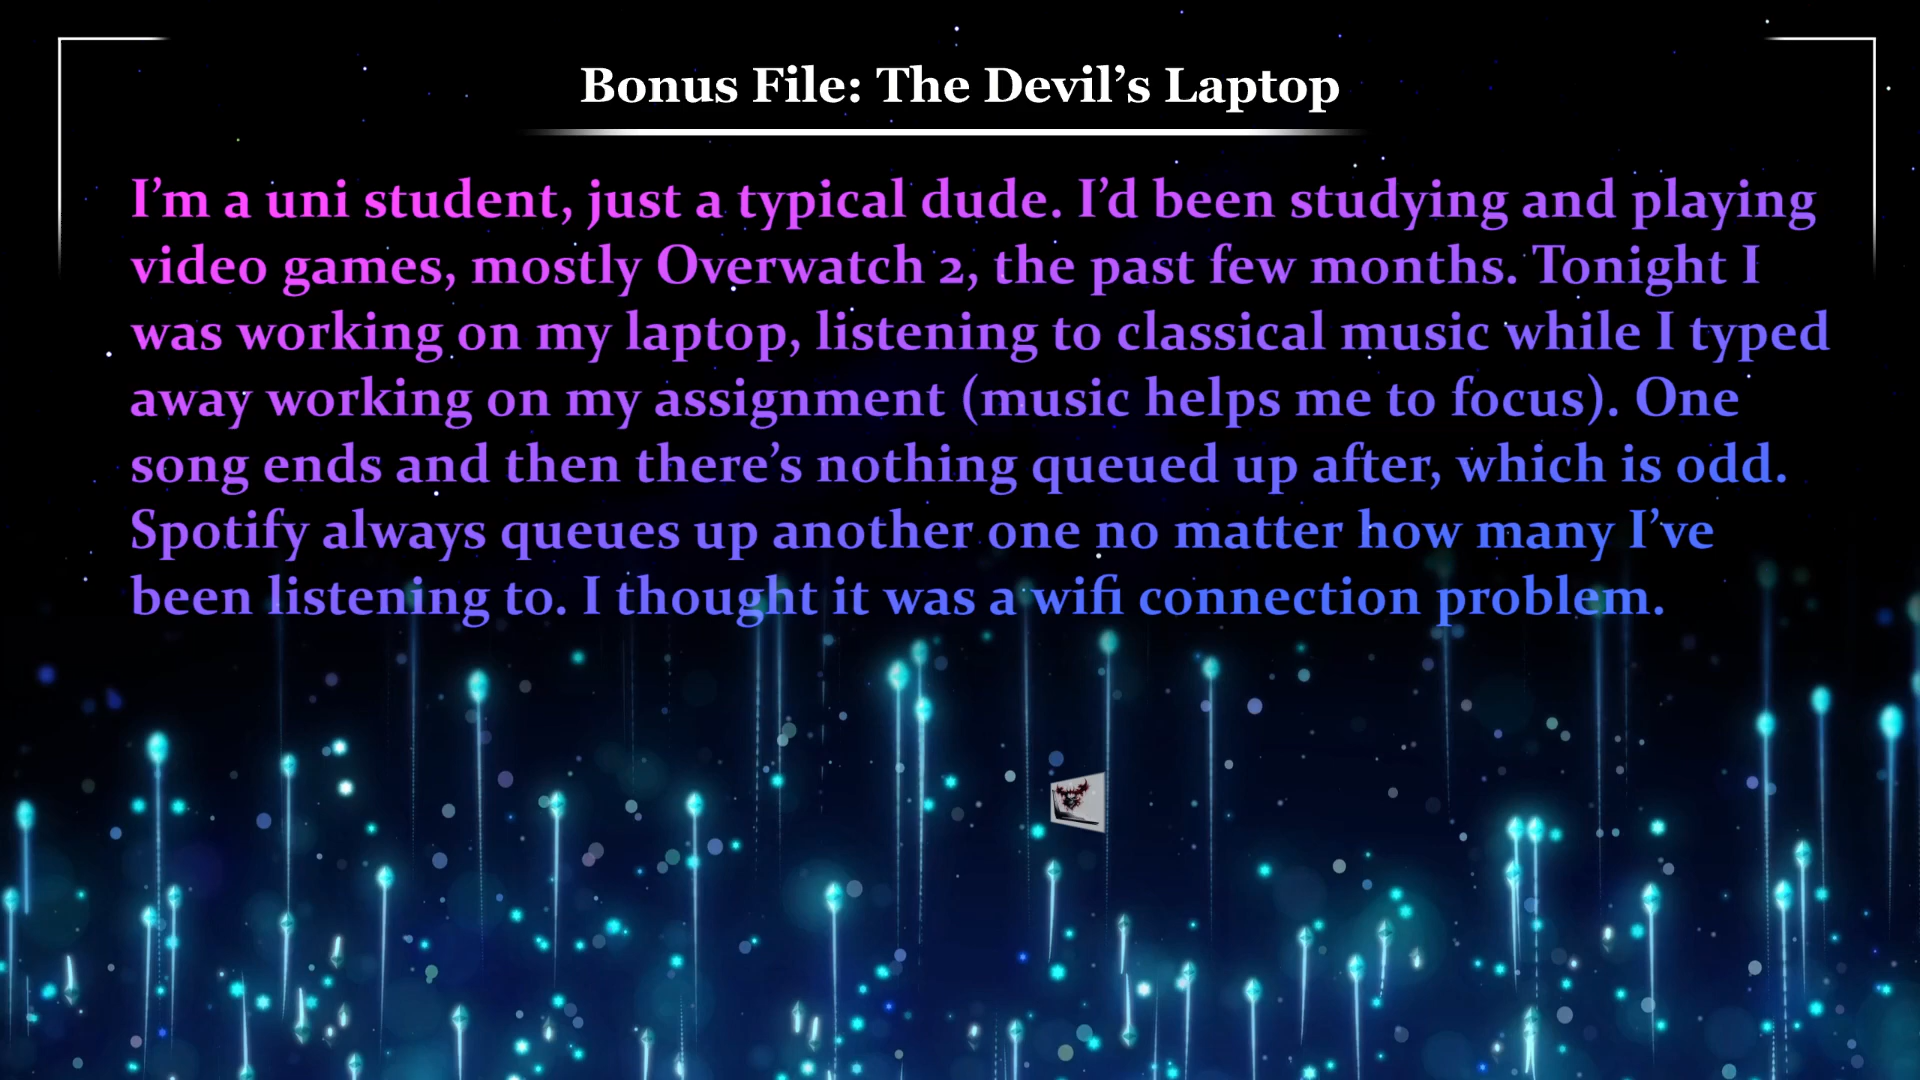 Bonus File: The Devil’s Laptop
I’m a uni student, just a typical dude. I’d been studying and playing
video games, mostly Overwatch 2, the past few months. Tonight I
was working on my laptop, listening to classical music while I typed
away working on my assignment (music helps me to focus). One
song ends and then there’s nothing queued up after, which is odd.
Spotify always queues up another one no matter how many I’ve
been listening to. I thought it was a wifi connection problem.